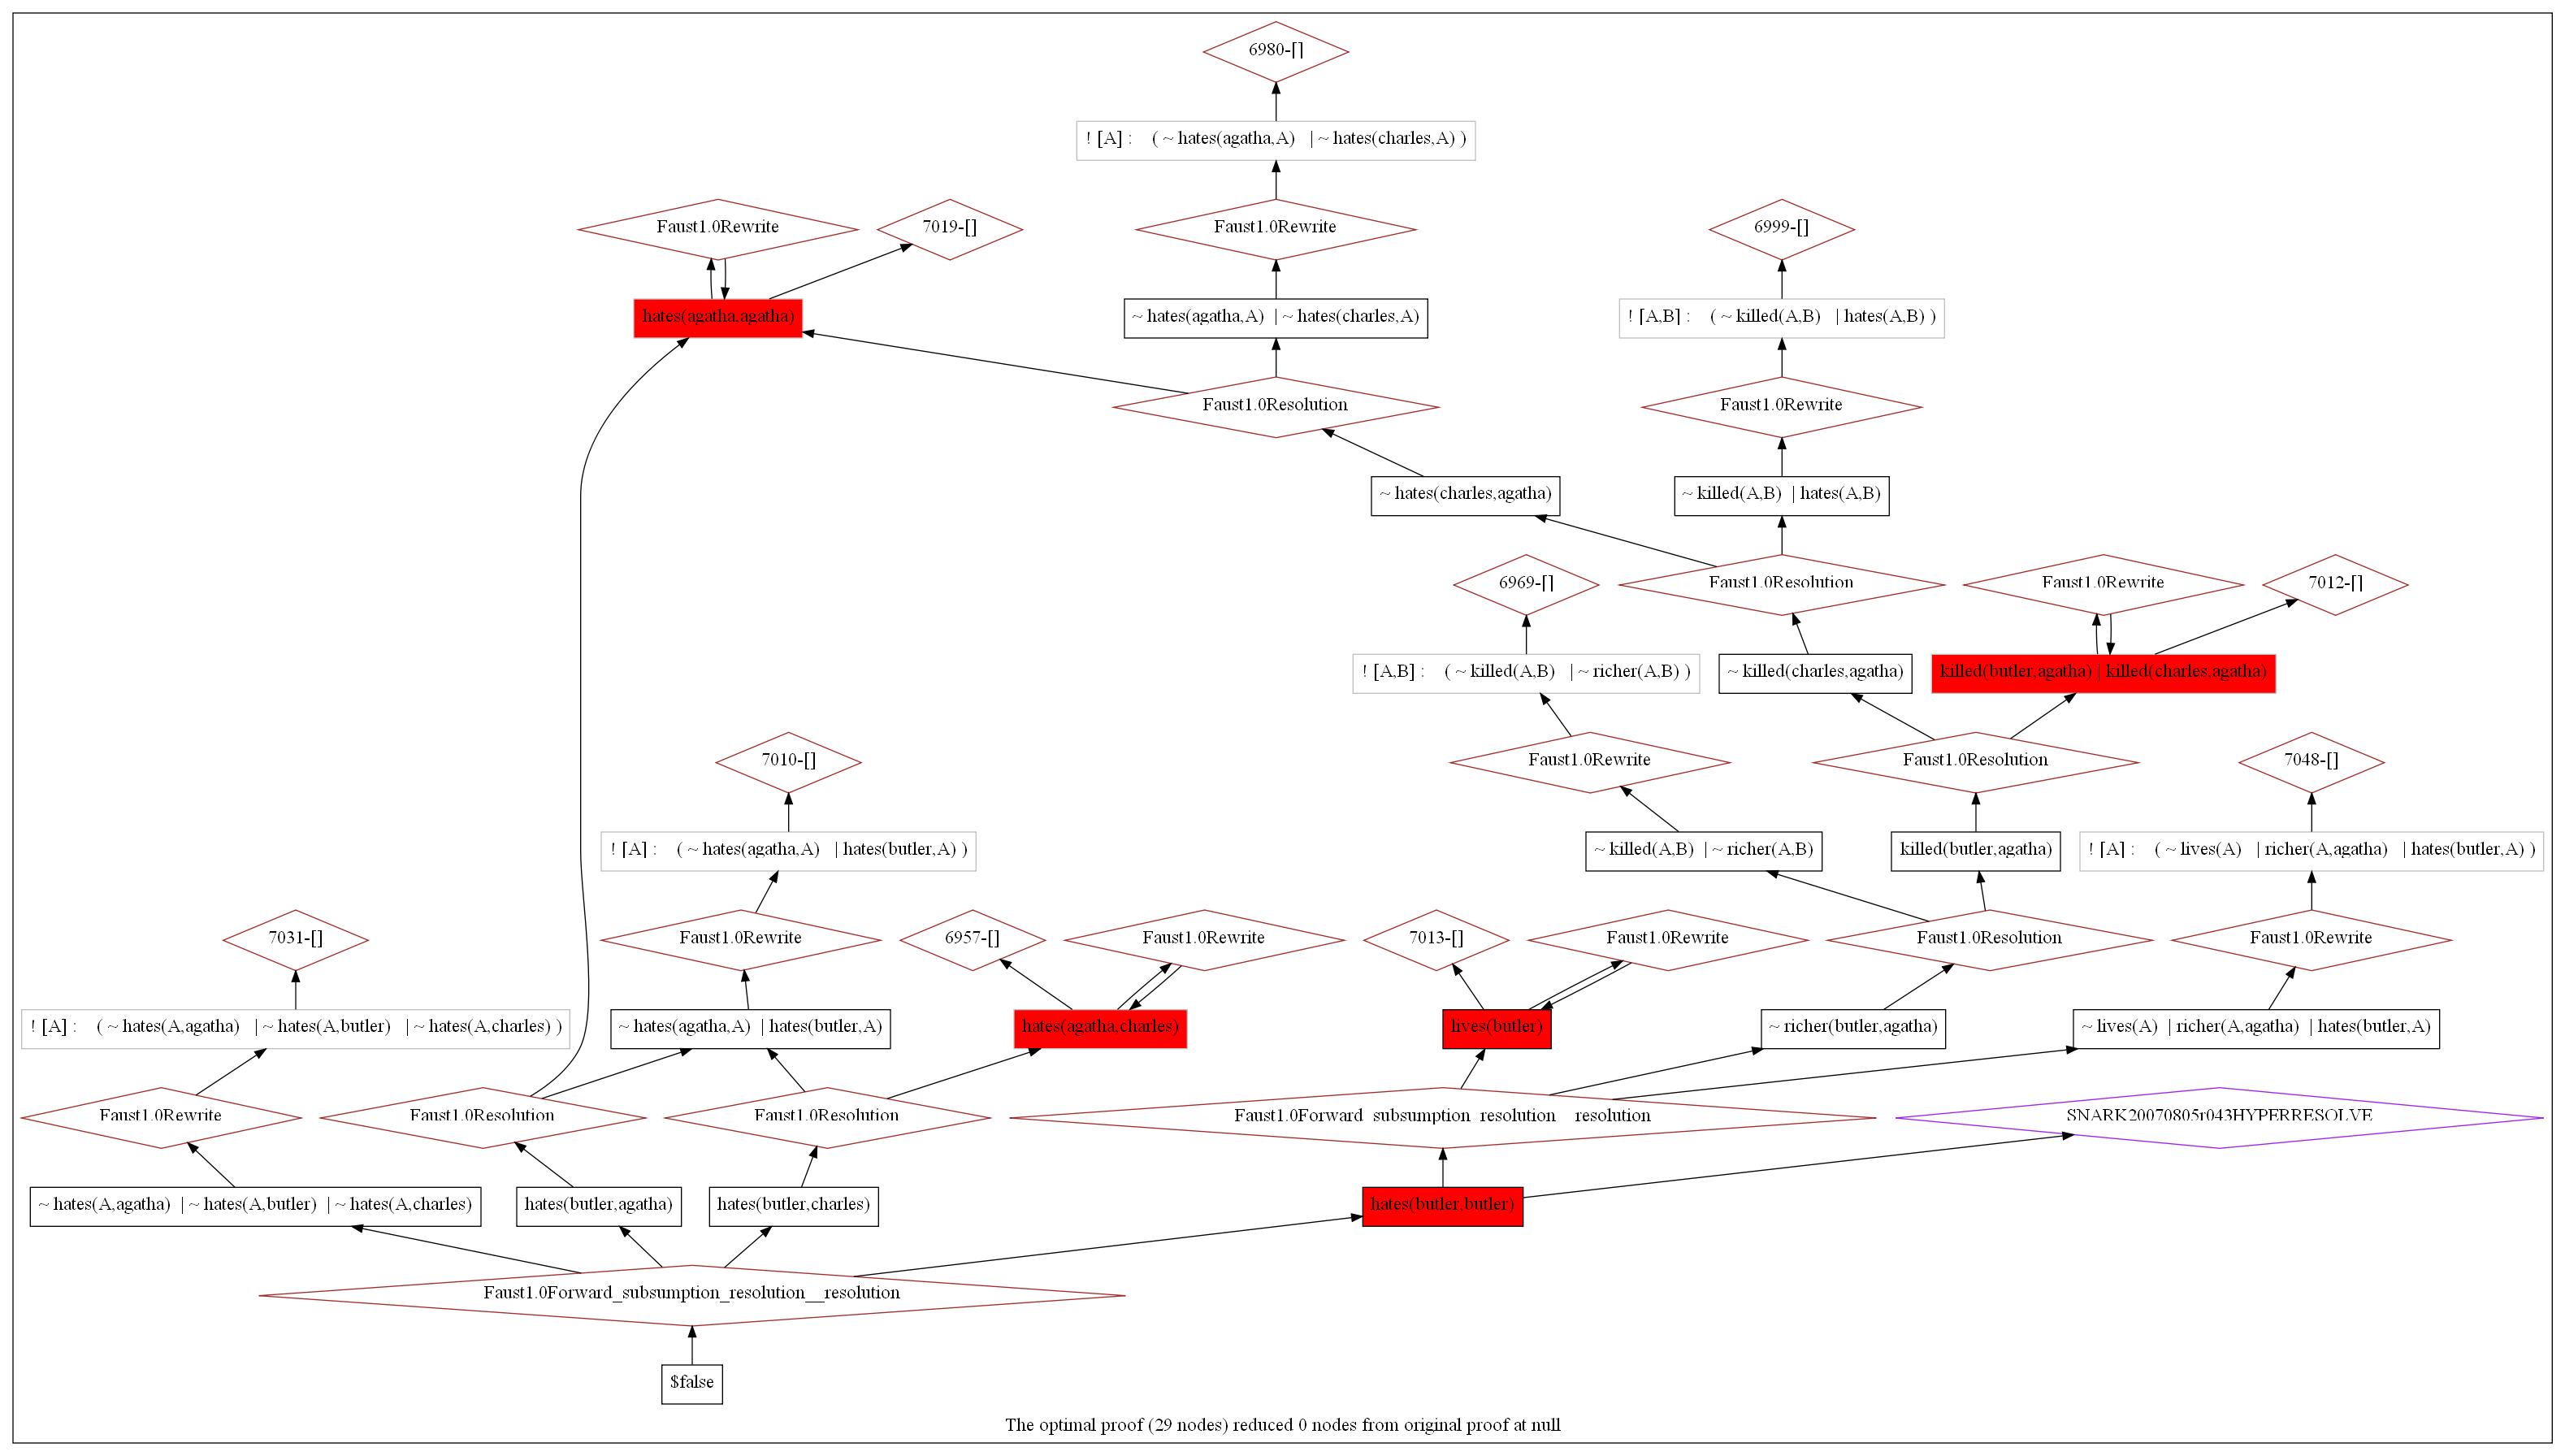 6980-[]
! [A] : ( ~ hates(agatha,A) | ~ hates(charles,A) )
Faust1.0Rewrite
7019-[]
Faust1.0Rewrite
6999-[]
hates(agatha,agatha)
~ hates(agatha,A) | ~ hates(charles,A)
! [A,B] : ( ~ killed(A,B) | hates(A,B) )
Faust1.0Resolution
Faust1.0Rewrite
~ hates(charles,agatha)
~ killed(A,B) | hates(A,B)
6969-[]
Faust1.0Resolution
Faust1.0Rewrite
7012-[]
! [A,B] : ( ~ killed(A,B) | ~ richer(A,B) )
~ killed(charles,agatha)
killed(butler,agatha) | killed(charles,agatha)
7010-[]
Faust1.0Rewrite
Faust1.0Resolution
7048-[]
! [A] : ( ~ hates(agatha,A) | hates(butler,A) )
~ killed(A,B) | ~ richer(A,B)
killed(butler,agatha)
! [A] : ( ~ lives(A) | richer(A,agatha) | hates(butler,A) )
7031-[]
Faust1.0Rewrite
6957-[]
Faust1.0Rewrite
7013-[]
Faust1.0Rewrite
Faust1.0Resolution
Faust1.0Rewrite
! [A] : ( ~ hates(A,agatha) | ~ hates(A,butler) | ~ hates(A,charles) )
~ hates(agatha,A) | hates(butler,A)
hates(agatha,charles)
lives(butler)
~ richer(butler,agatha)
~ lives(A) | richer(A,agatha) | hates(butler,A)
Faust1.0Rewrite
Faust1.0Resolution
Faust1.0Resolution
Faust1.0Forward_subsumption_resolution__resolution
SNARK20070805r043HYPERRESOLVE
~ hates(A,agatha) | ~ hates(A,butler) | ~ hates(A,charles)
hates(butler,agatha)
hates(butler,charles)
hates(butler,butler)
Faust1.0Forward_subsumption_resolution__resolution
$false
The optimal proof (29 nodes) reduced 0 nodes from original proof at null